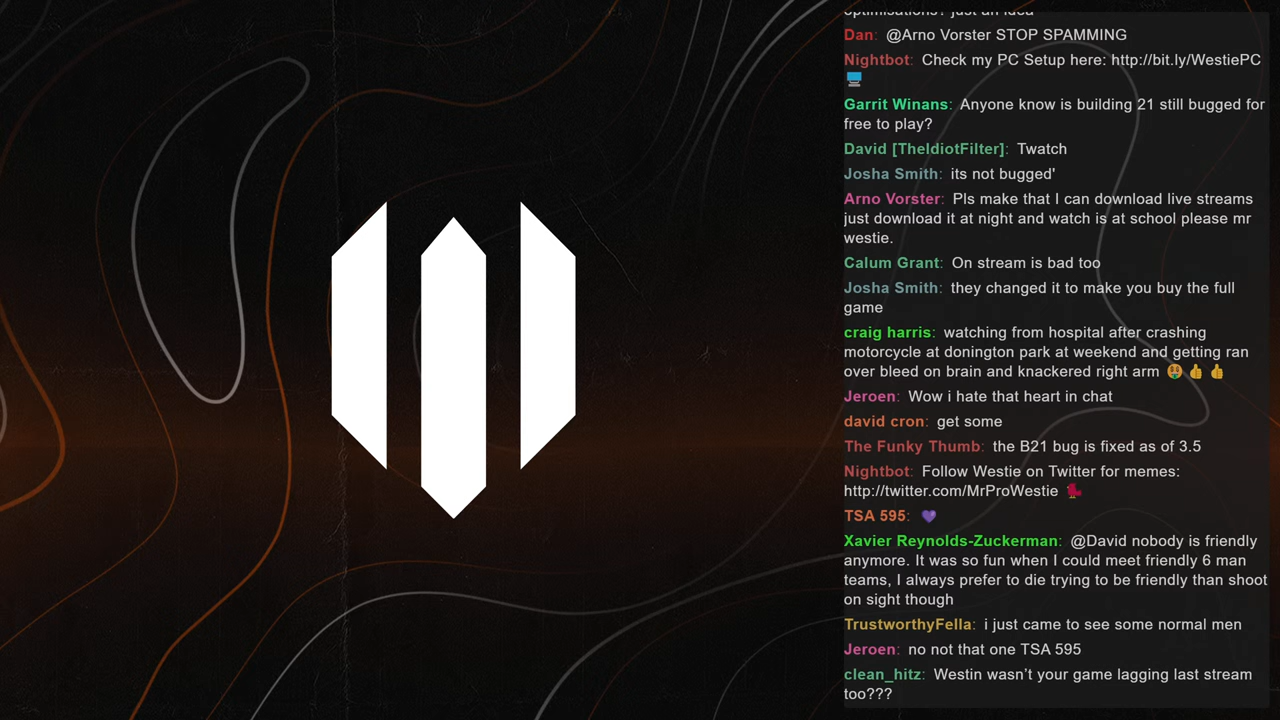 optimisations? just an idea
Dan: @Arno Vorster STOP SPAMMING
Nightbot: Check my PC Setup here: http://bit.ly/WestiePC
Garrit Winans: Anyone know is building 21 still bugged for
free to play?
David [TheIdiotFilter]: Twatch
Josha Smith: its not bugged'
Arno Vorster: Pls make that I can download live streams
just download it at night and watch is at school please mr
westie.
Calum Grant: On stream is bad too
Josha Smith: they changed it to make you buy the full
game
craig harris: watching from hospital after crashing
motorcycle at donington park at weekend and getting ran
over bleed on brain and knackered right arm 🤑👍👍
Jeroen: Wow i hate that heart in chat
david cron: get some
The Funky Thumb: the B21 bug is fixed as of 3.5
Nightbot: Follow Westie on Twitter for memes:
http://twitter.com/MrProWestie
TSA 595: 💜
Xavier Reynolds-Zuckerman: @David nobody is friendly
anymore. It was so fun when I could meet friendly 6 man
teams, I always prefer to die trying to be friendly than shoot
on sight though
TrustworthyFella: i just came to see some normal men
Jeroen: no not that one TSA 595
clean_hitz: Westin wasn’t your game lagging last stream
too???